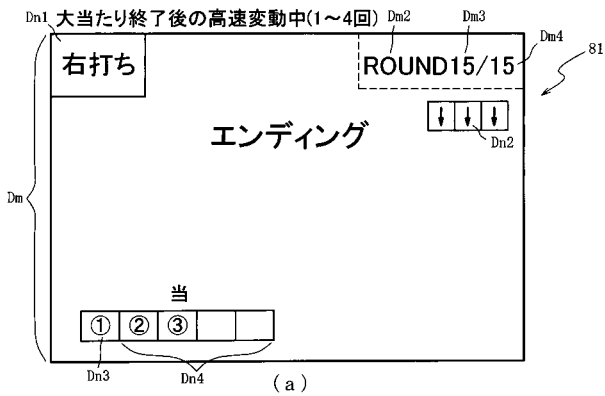 大当たり終了後の高速変動中(1～4回)
Dn1
Dm2
Dm3
Dm4
81
右打ち
ROUND15/15
↓ ↓ ↓
エンディング
Dn2
Dm
当
① ② ③
Dn3
Dn4
(a)